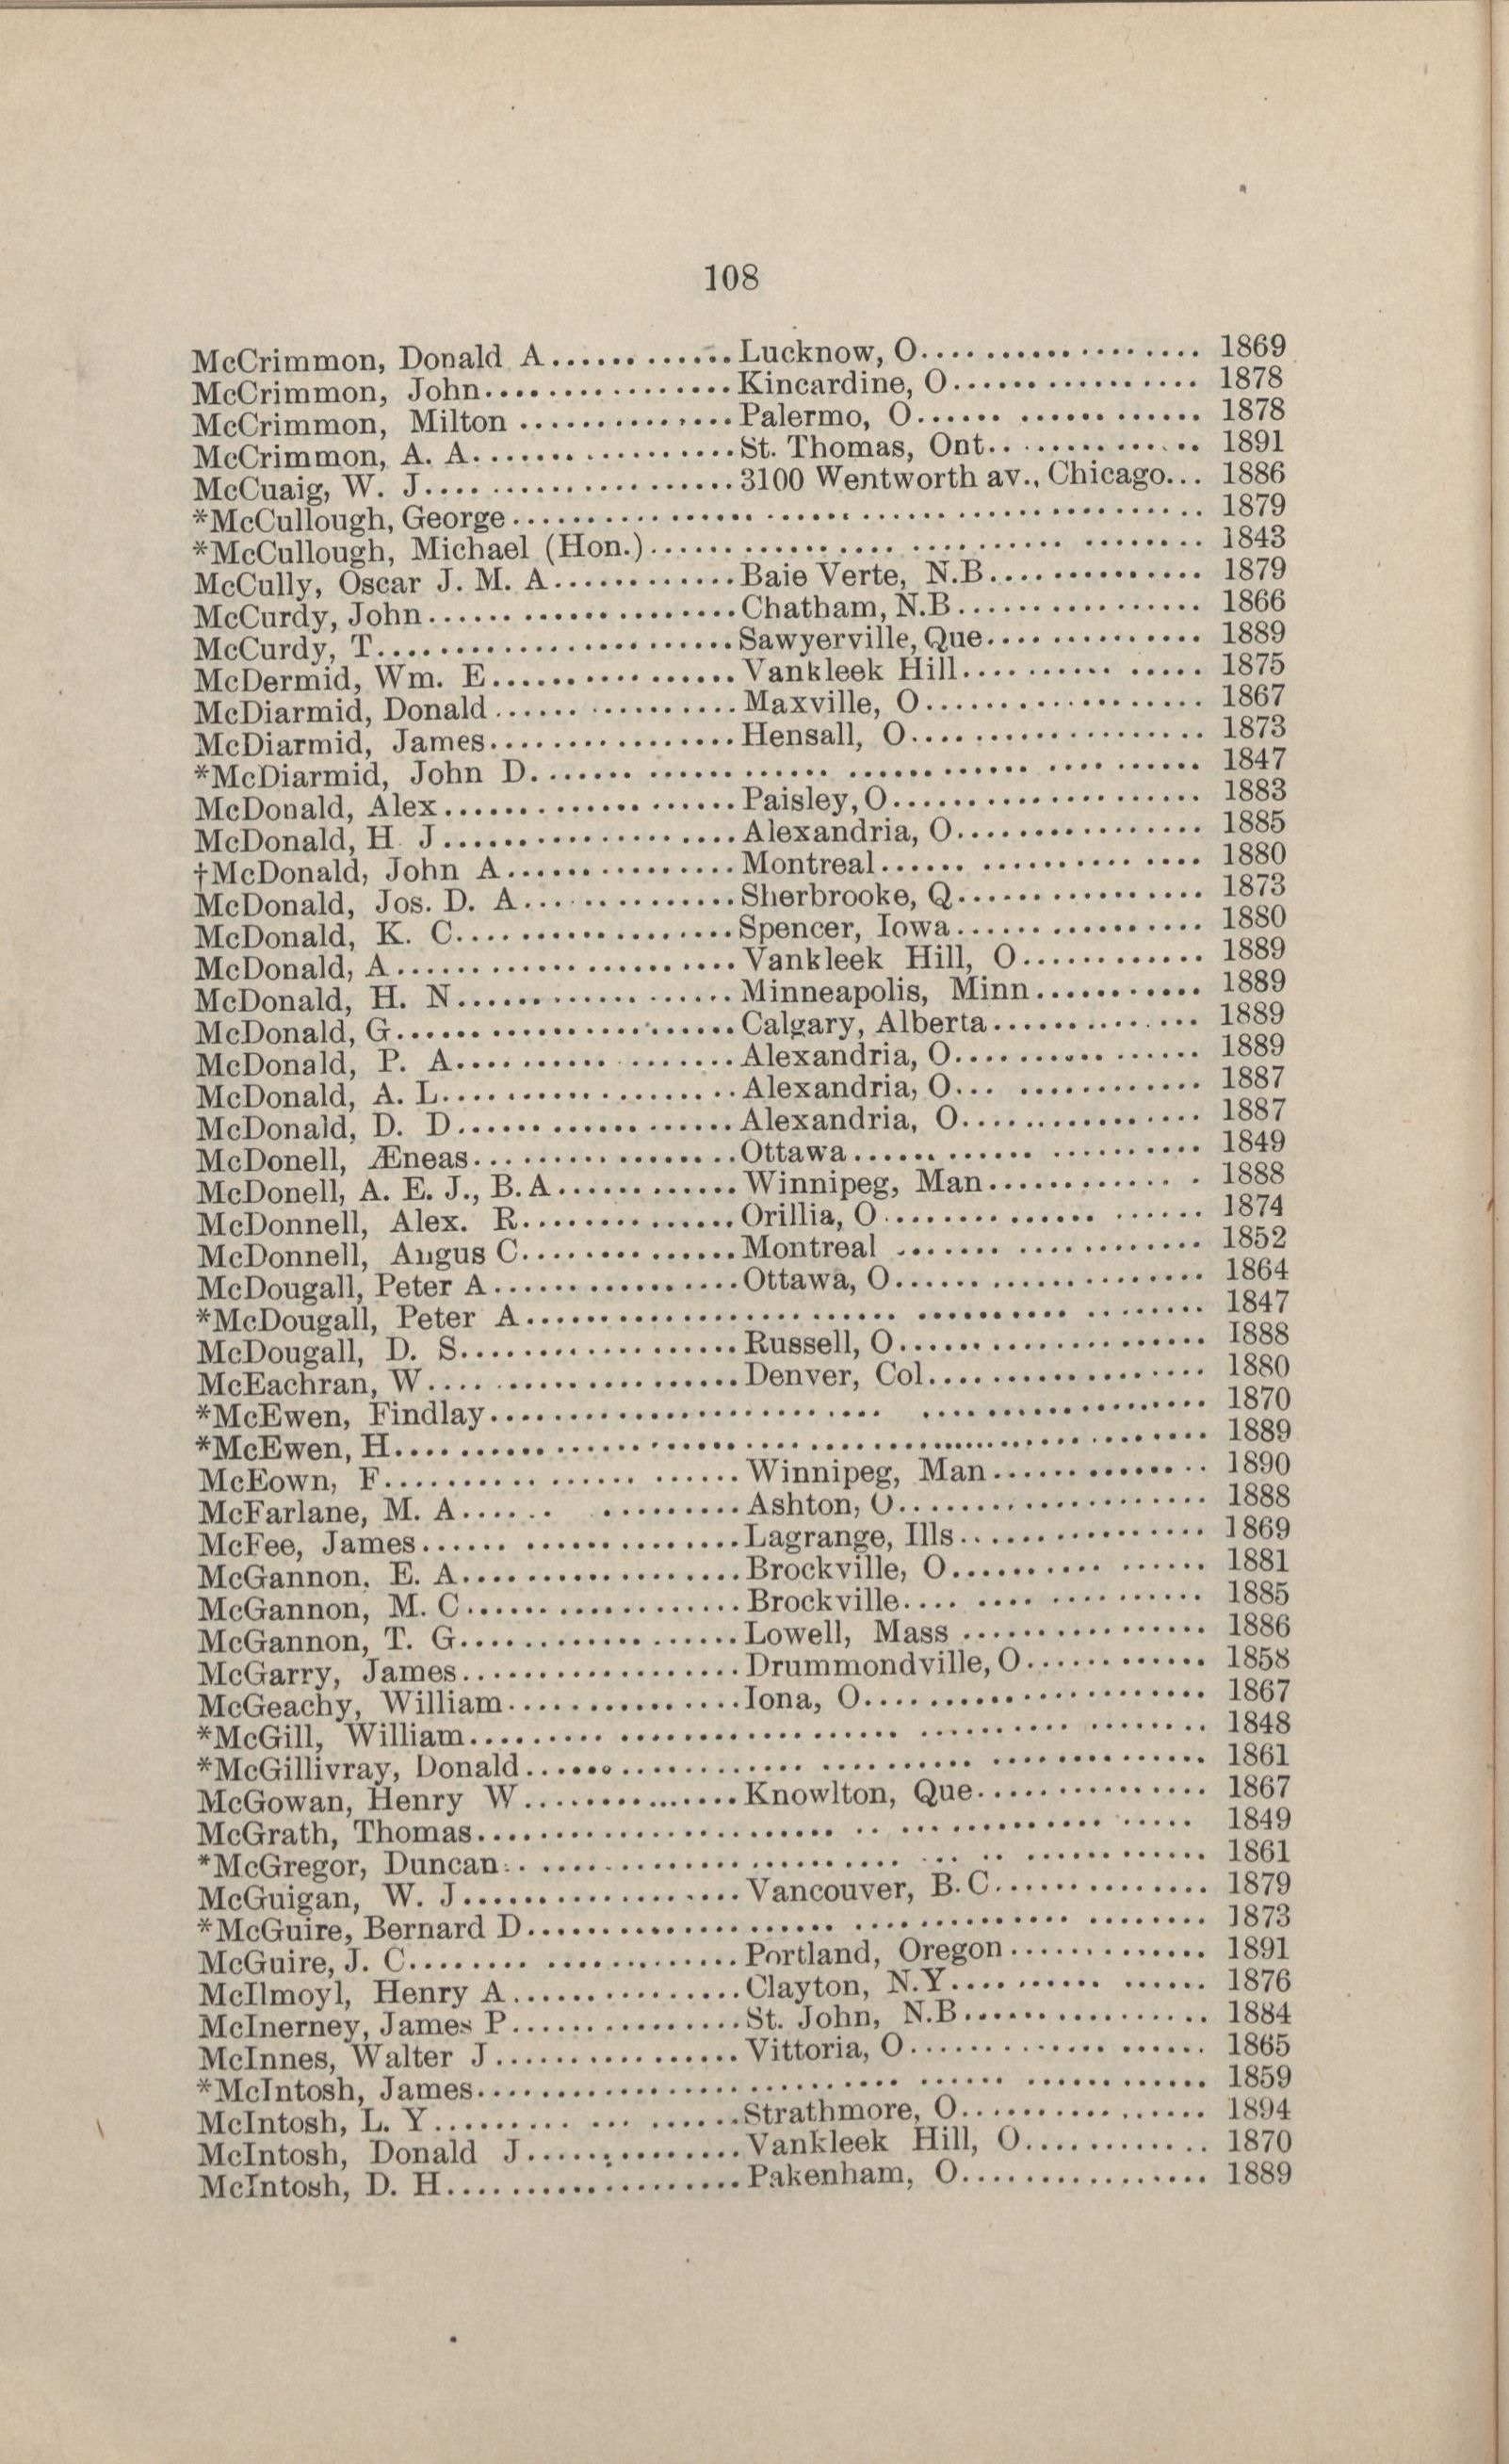 108
McCrimmon, Donald A............Lucknow, O.................... 1869
McCrimmon, John................Kincardine, O................. 1878
McCrimmon, Milton ..............Palermo, O...... ...... ...... 1878
McCrimmon, A. A.................St. Thomas, Ont.............. 1891
McCuaig, W. J....................3100 Wentworth av., Chicago... 1886
*McCullough, George............................................. 1879
*McCullough, Michael (Hon.).................................... 1843
McCully, Oscar J. M. A............Baie Verte, N.B............... 1879
McCurdy, John....................Chatham, N.B................. 1866
McCurdy, T.......................Sawyerville, Que.............. 1889
McDermid, Wm. E................Vankleek Hill.......... ..... 1875
McDiarmid, Donald...............Maxville, O................... 1867
McDiarmid, James................Hensall, O.................... 1873
*McDiarmid, John D............................................. 1847
McDonald, Alex...................Paisley, O.................... 1883
McDonald, H. J...................Alexandria, O................. 1885
†McDonald, John A...............Montreal...... .......... .... 1880
McDonald, Jos. D. A..............Sherbrooke, Q................. 1873
McDonald, K. C...................Spencer, Iowa................. 1880
McDonald, A......................Vankleek Hill, O............. 1889
McDonald, H. N..................Minneapolis, Minn........... 1889
McDonald, G......................Calgary, Alberta.............. 1889
McDonald, P. A...................Alexandria, O.......... ...... 1889
McDonald, A. L...................Alexandria, O... ............ 1887
McDonald, D. D...................Alexandria, O................ 1887
McDonell, Æneas.................Ottawa...... ...... .......... 1849
McDonell, A. E. J., B.A............Winnipeg, Man............. . 1888
McDonnell, Alex. R..............Orillia, O.............. ...... 1874
McDonnell, Angus C..............Montreal ....... ............ 1852
McDougall, Peter A................Ottawa, O..................... 1864
*McDougall, Peter A............................................. 1847
McDougall, D. S..................Russell, O.................... 1888
McEachran, W....................Denver, Col.................. 1880
*McEwen, Findlay......................... ................... 1870
*McEwen, H.................................................... 1889
McEown, F.......... ...... ......Winnipeg, Man.............. 1890
McFarlane, M. A...... .........Ashton, O.................... 1888
McFee, James...... ..............Lagrange, Ills................. 1869
McGannon, E. A..................Brockville, O.......... ...... 1881
McGannon, M. C..................Brockville.... .... .......... 1885
McGannon, T. G..................Lowell, Mass ................ 1886
McGarry, James..................Drummondville, O............ 1858
McGeachy, William...............Iona, O...................... 1867
*McGill, William......... .................. .......... ........ 1848
*McGillivray, Donald.................. .......... .............. 1861
McGowan, Henry W..............Knowlton, Que............... 1867
McGrath, Thomas....................... .. ... .......... ..... 1849
*McGregor, Duncan.. ....................... ... .. ............ 1861
McGuigan, W. J..................Vancouver, B.C.............. 1879
*McGuire, Bernard D.................... .............. ........ 1873
McGuire, J. C........ ............Portland, Oregon............. 1891
McIlmoyl, Henry A...............Clayton, N.Y.......... ...... 1876
McInerney, James P...............St. John, N.B................ 1884
McInnes, Walter J................Vittoria, O.............. ...... 1865
*McIntosh, James........................... ...... ............ 1859
McIntosh, L. Y......... ... ......Strathmore, O................ 1894
McIntosh, Donald J..............Vankleek Hill, O............ 1870
McIntosh, D. H...................Pakenham, O................ 1889